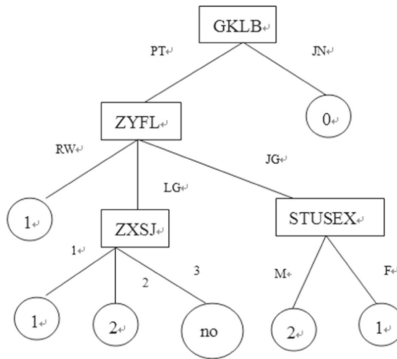 GKLB
PT JN
ZYFL 0
RW LG JG
1 ZXSJ STUSEX
1 2 3 M F
1 2 no 2 1